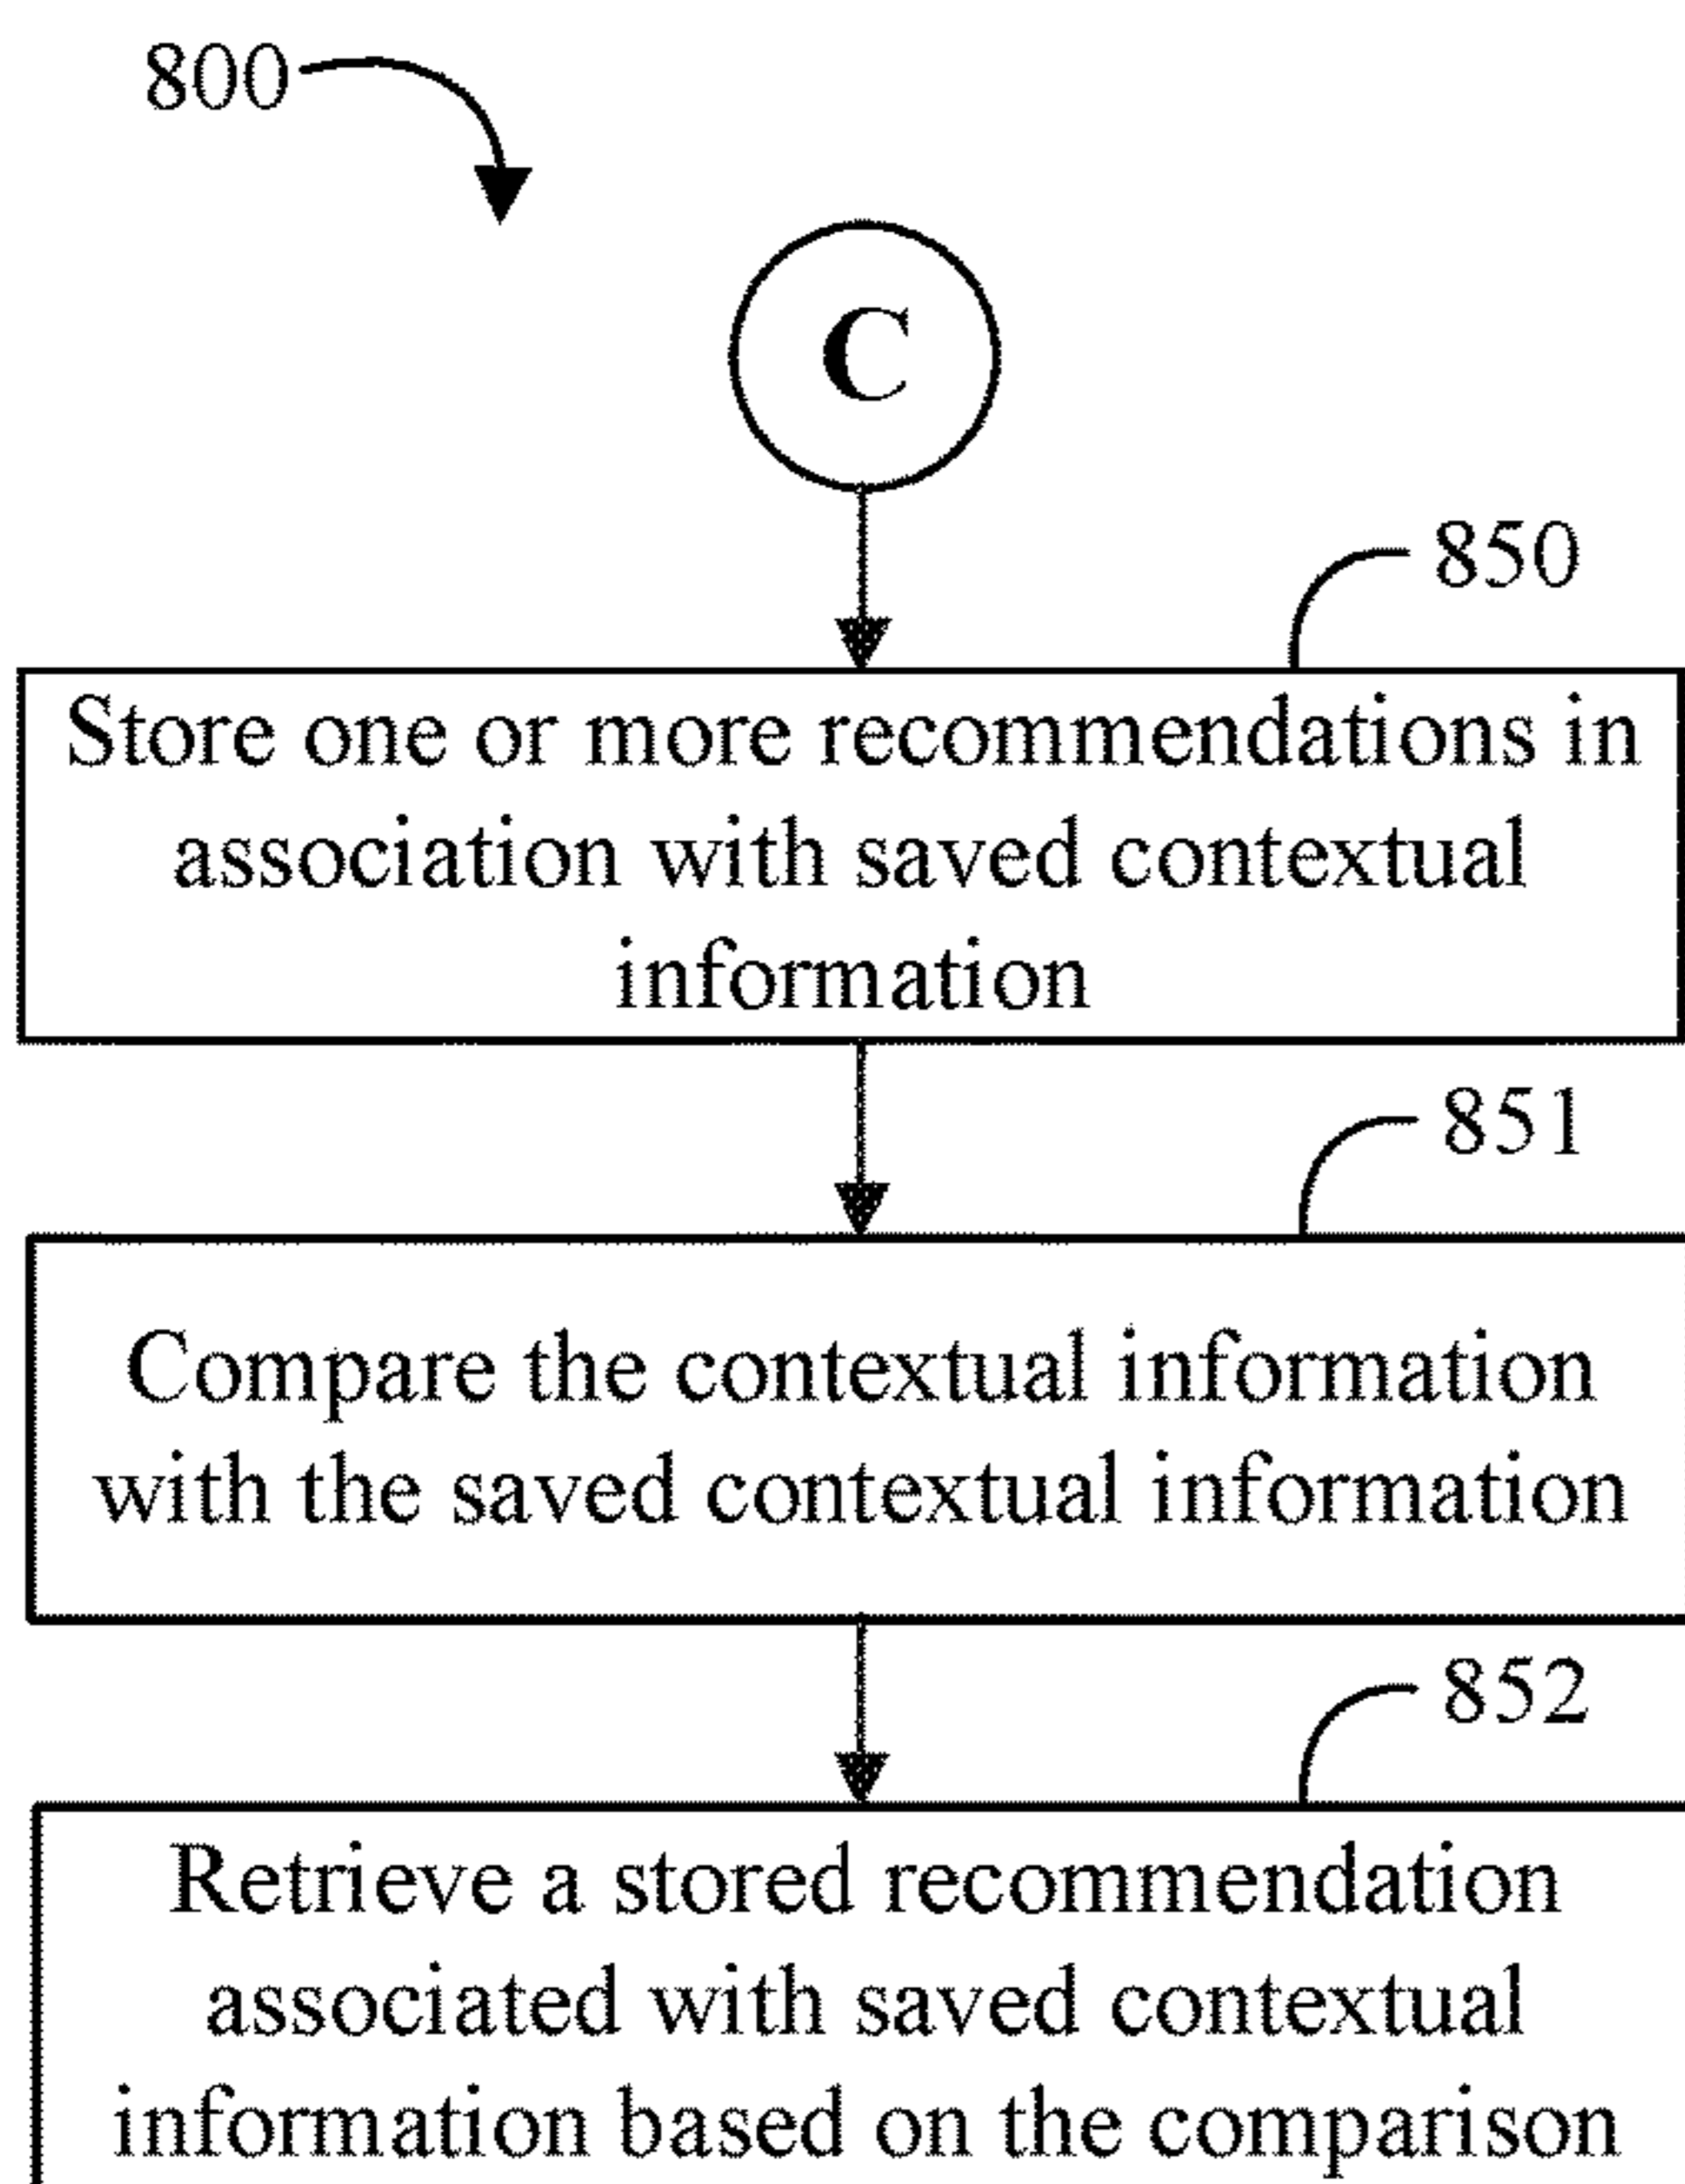 800
C
850
Store one or more recommendations in
association with saved contextual
information
851
Compare the contextual information
with the saved contextual information
852
Retrieve a stored recommendation
associated with saved contextual
information based on the comparison